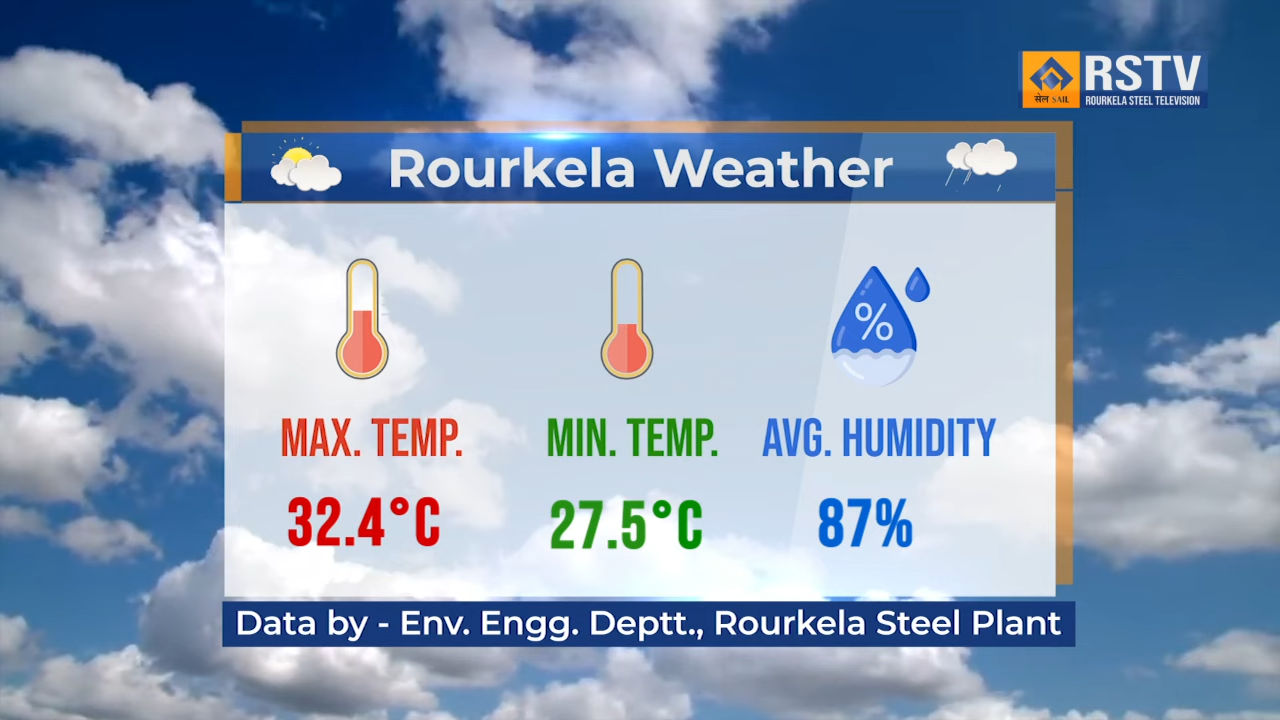 RSTV
सेल SAIL
ROURKELA STEEL TELEVISION
Rourkela Weather
%
MAX. TEMP.
MIN. TEMP.
AVG. HUMIDITY
32.4°C
27.5°C
87%
Data by - Env. Engg. Deptt., Rourkela Steel Plant